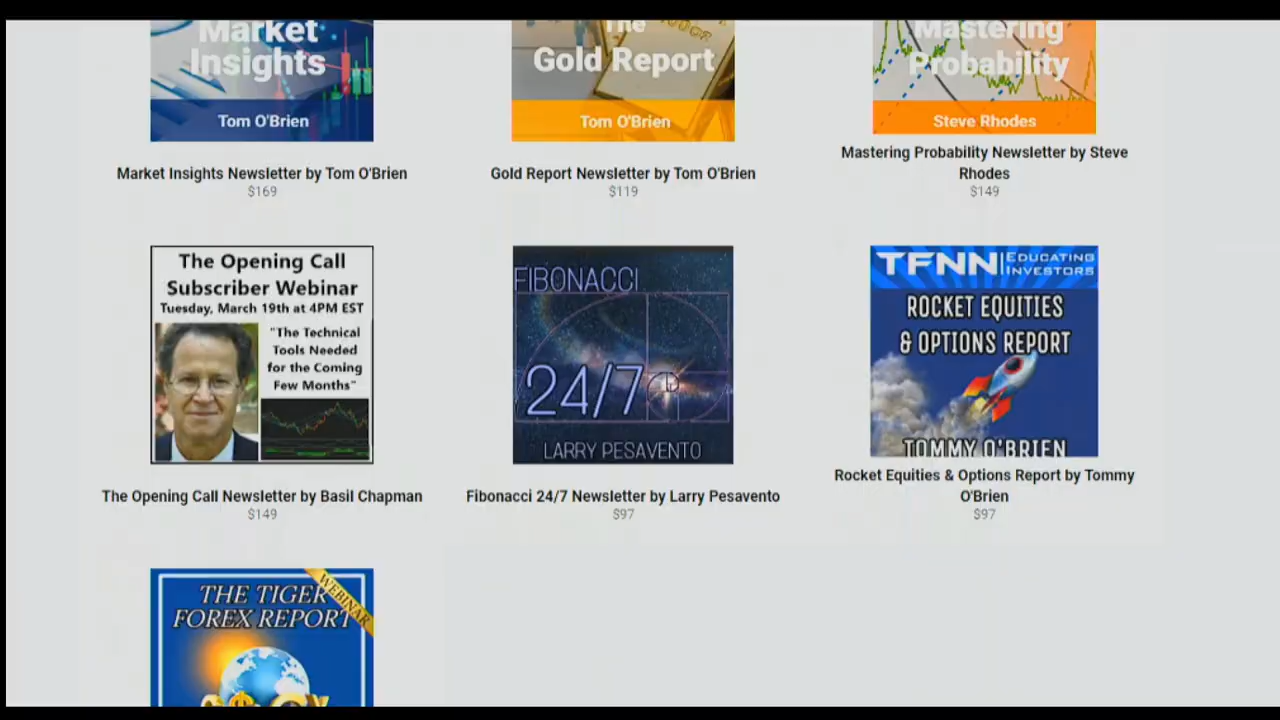 Market
Insights
Tom O'Brien
The
Gold Report
Tom O'Brien
Mastering
Probability
Steve Rhodes
Market Insights Newsletter by Tom O'Brien
$169
Gold Report Newsletter by Tom O'Brien
$119
Mastering Probability Newsletter by Steve
Rhodes
$149
The Opening Call
Subscriber Webinar
Tuesday, March 19th at 4PM EST
"The Technical
Tools Needed
for the Coming
Few Months"
FIBONACCI
24/7
LARRY PESAVENTO
TFNN EDUCATING
INVESTORS
ROCKET EQUITIES
& OPTIONS REPORT
TOMMY O'BRIEN
The Opening Call Newsletter by Basil Chapman
$149
Fibonacci 24/7 Newsletter by Larry Pesavento
$97
Rocket Equities & Options Report by Tommy
O'Brien
$97
THE TIGER
FOREX REPORT
WEBINAR